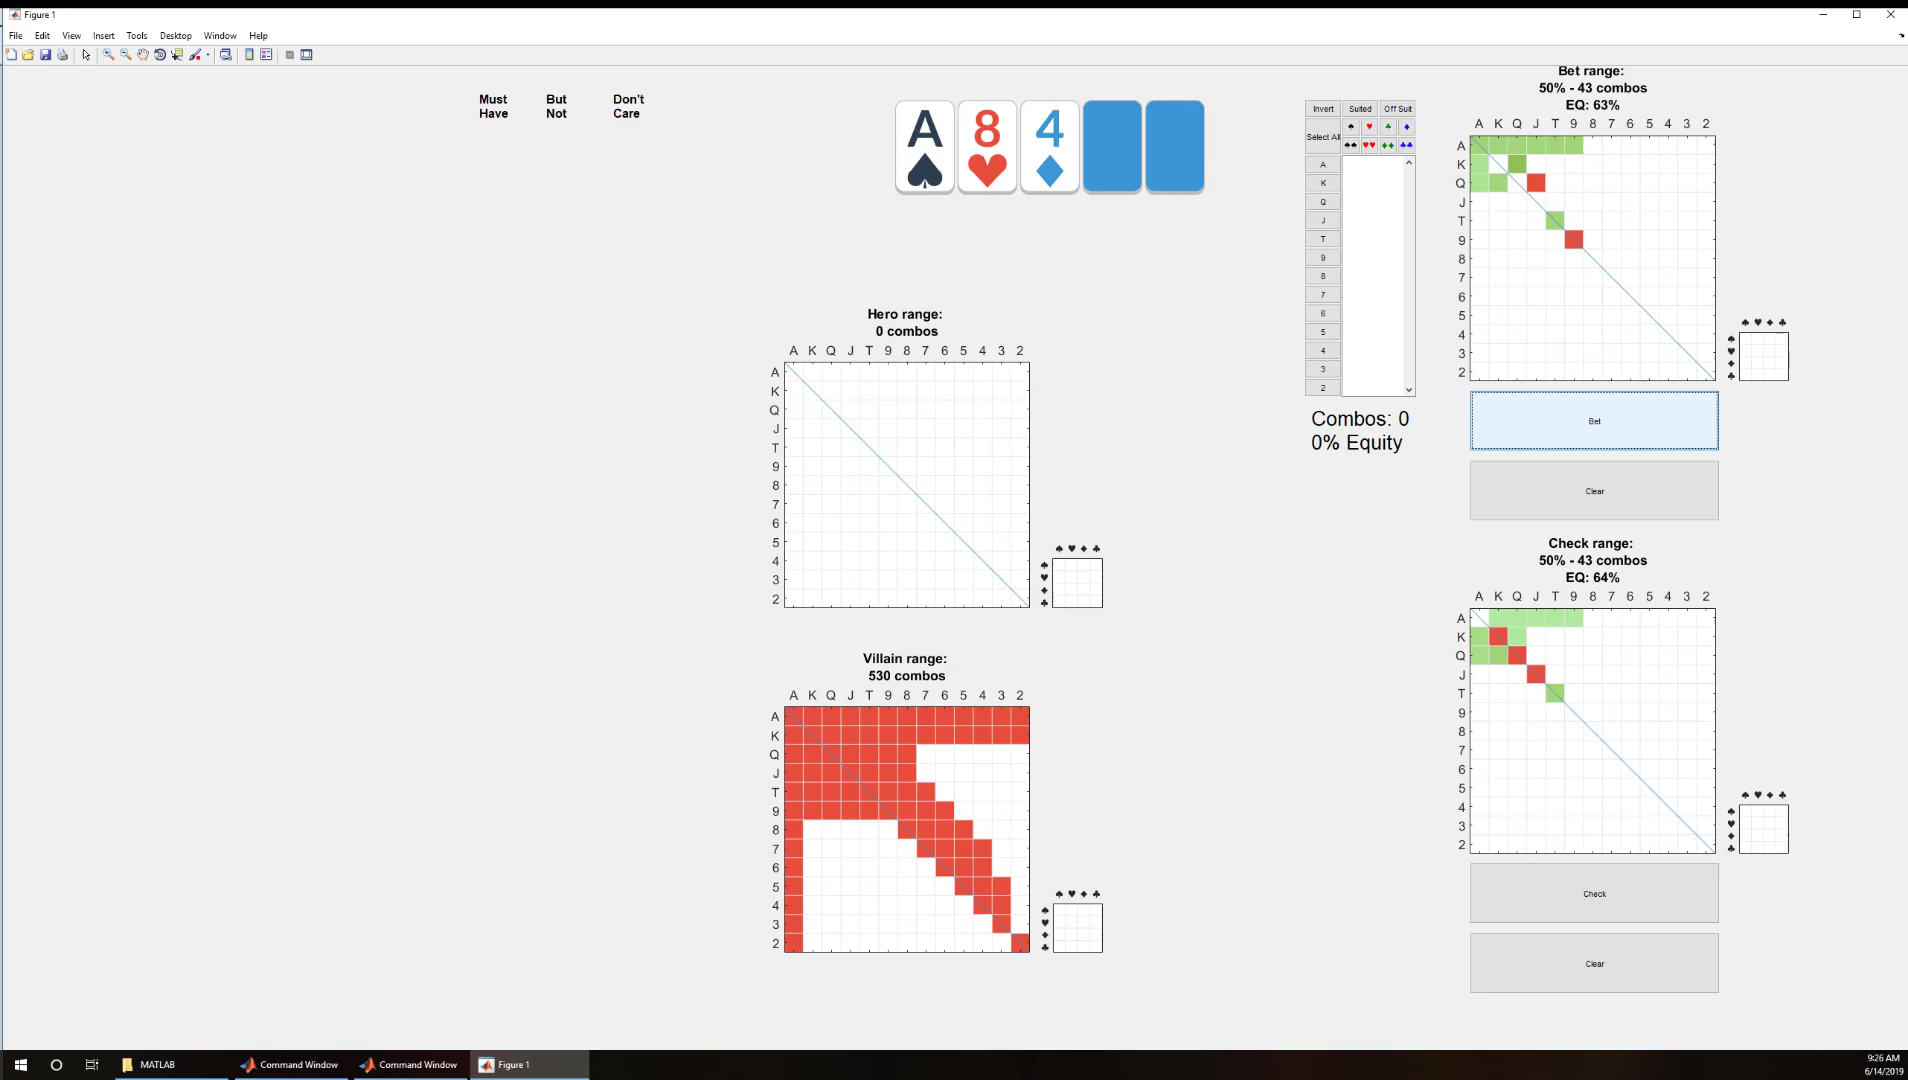 Figure 1
File Edit View Insert Tools Desktop Window Help
Must Have
But Not
Don't Care
A 8 4
Invert Suited Off Suit
Select All
A
K
Q
J
T
9
8
7
6
5
4
3
2
Combos: 0
0% Equity
Hero range:
0 combos
A K Q J T 9 8 7 6 5 4 3 2
A
K
Q
J
T
9
8
7
6
5
4
3
2
Villain range:
530 combos
A K Q J T 9 8 7 6 5 4 3 2
A
K
Q
J
T
9
8
7
6
5
4
3
2
Bet range:
50% - 43 combos
EQ: 63%
A K Q J T 9 8 7 6 5 4 3 2
A
K
Q
J
T
9
8
7
6
5
4
3
2
Bet
Clear
Check range:
50% - 43 combos
EQ: 64%
A K Q J T 9 8 7 6 5 4 3 2
A
K
Q
J
T
9
8
7
6
5
4
3
2
Check
Clear
MATLAB Command Window Command Window Figure 1
9:26 AM
6/14/2019